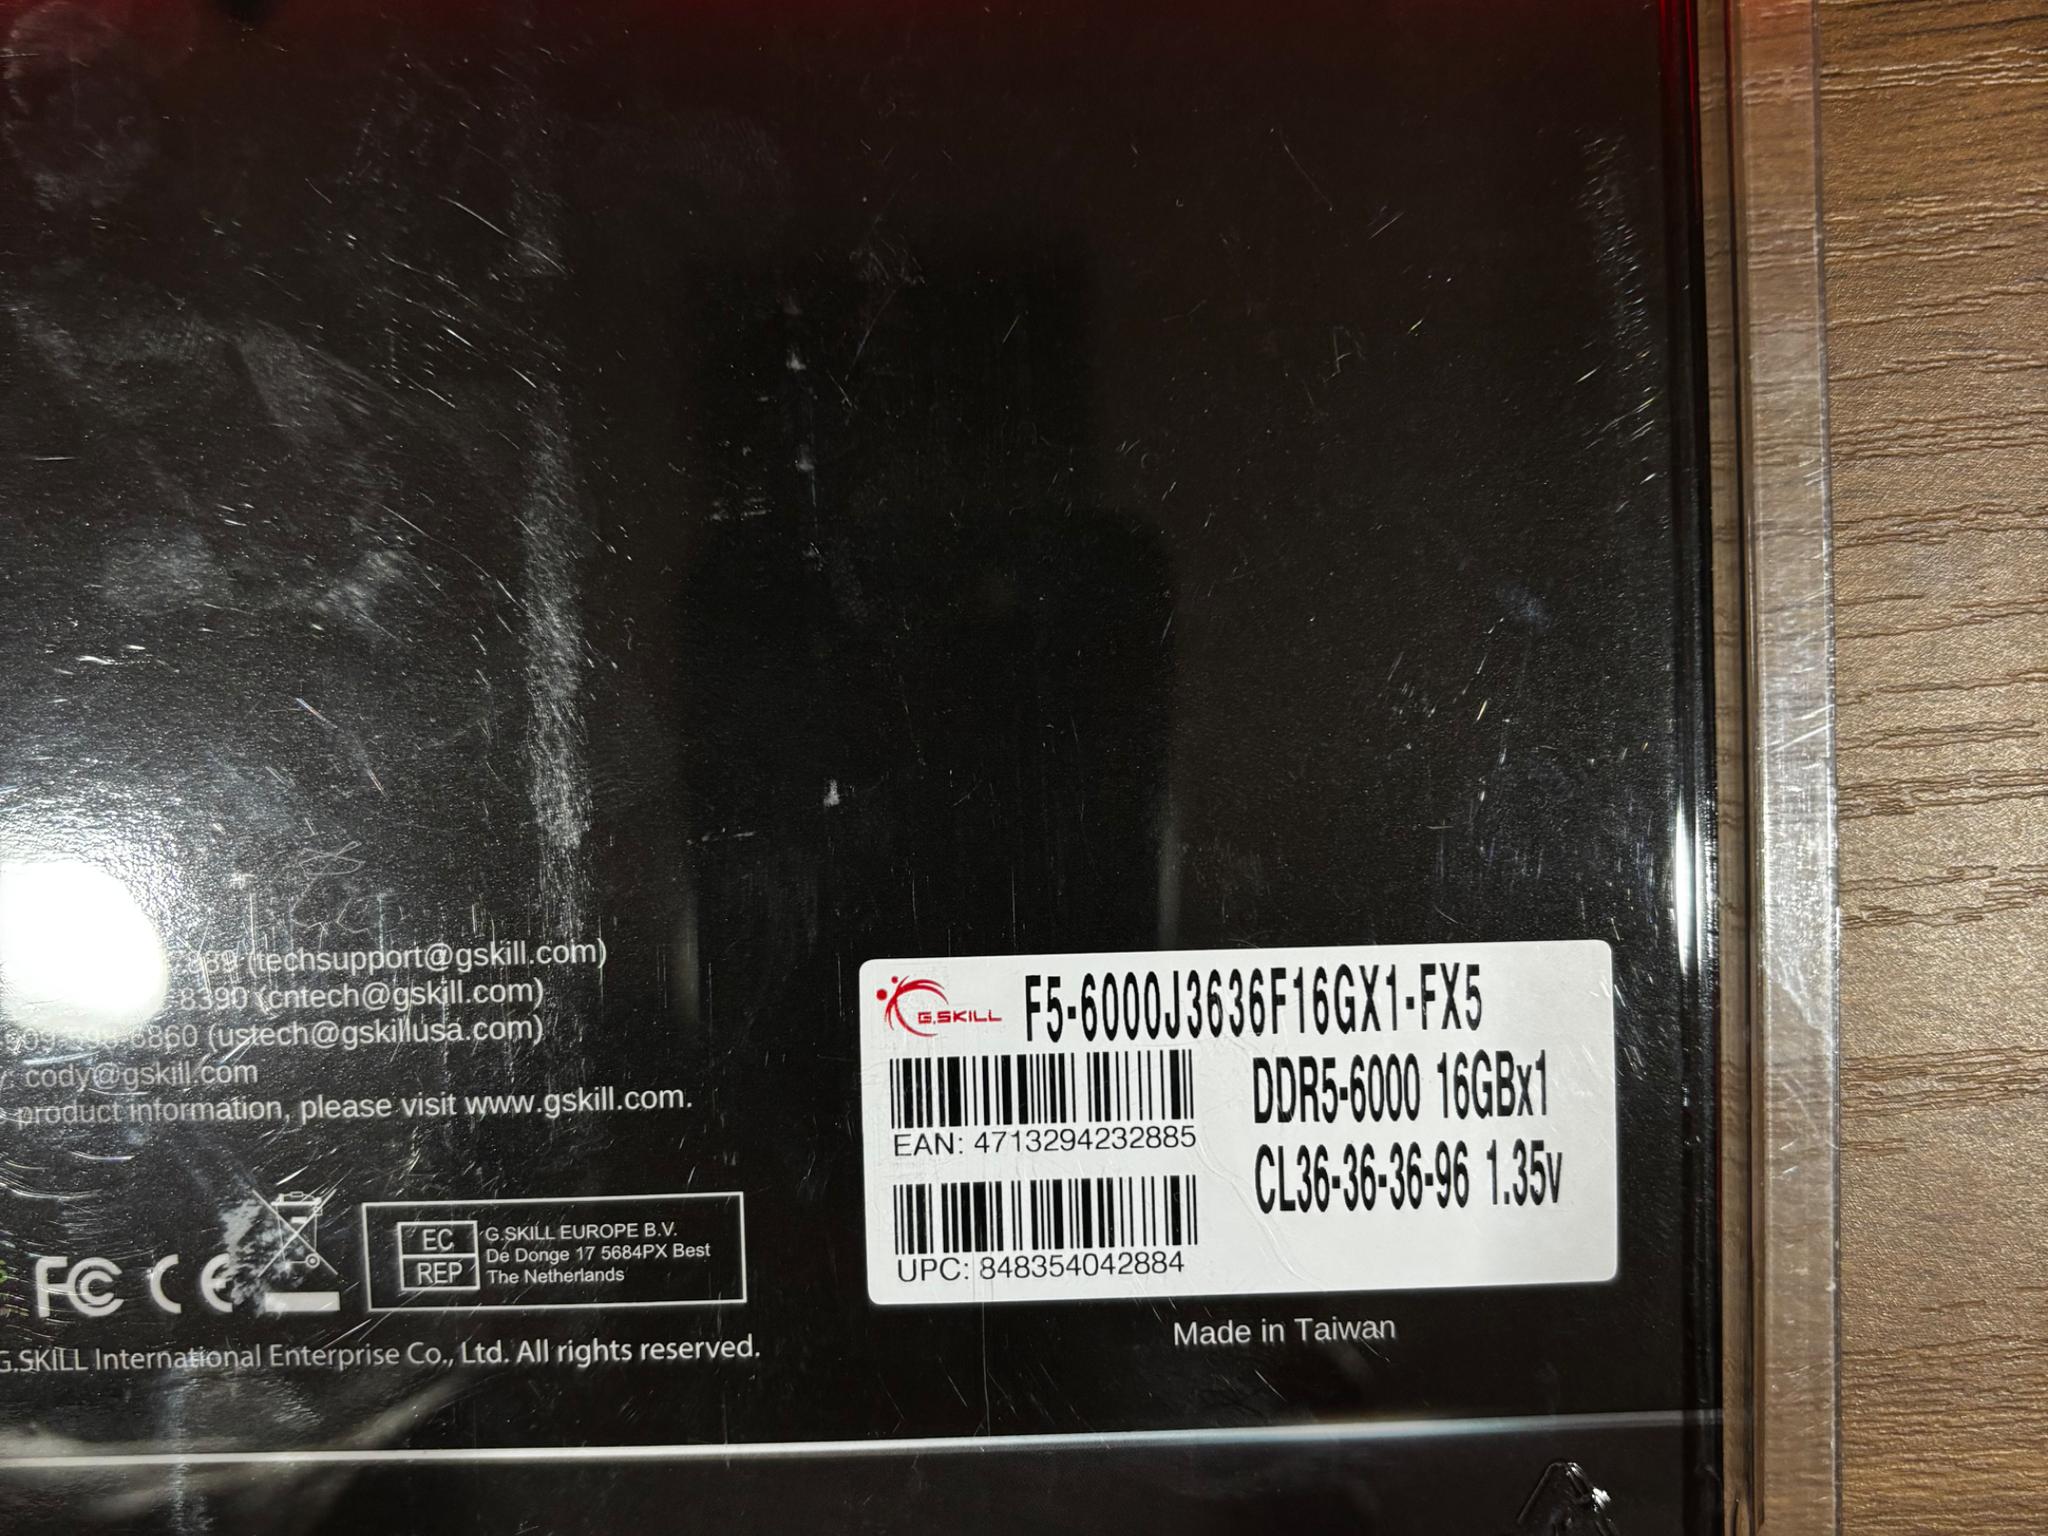 (techsupport@gskill.com)
8390 (cntech@gskill.com)
8860 (ustech@gskillusa.com)
cody@gskill.com
product information, please visit www.gskill.com.
FC CE
EC REP
G.SKILL EUROPE B.V.
De Donge 17 5684PX Best
The Netherlands
G.SKILL International Enterprise Co., Ltd. All rights reserved.
G.SKILL F5-6000J3636F16GX1-FX5
DDR5-6000 16GBx1
CL36-36-36-96 1.35v
EAN: 4713294232885
UPC: 848354042884
Made in Taiwan